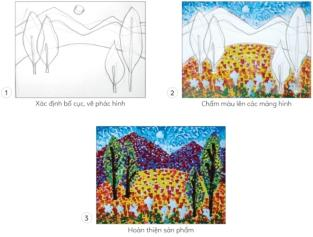 1
Xác định bố cục, vẽ phác hình
2
Chấm màu lên các mảng hình
3
Hoàn thiện sản phẩm